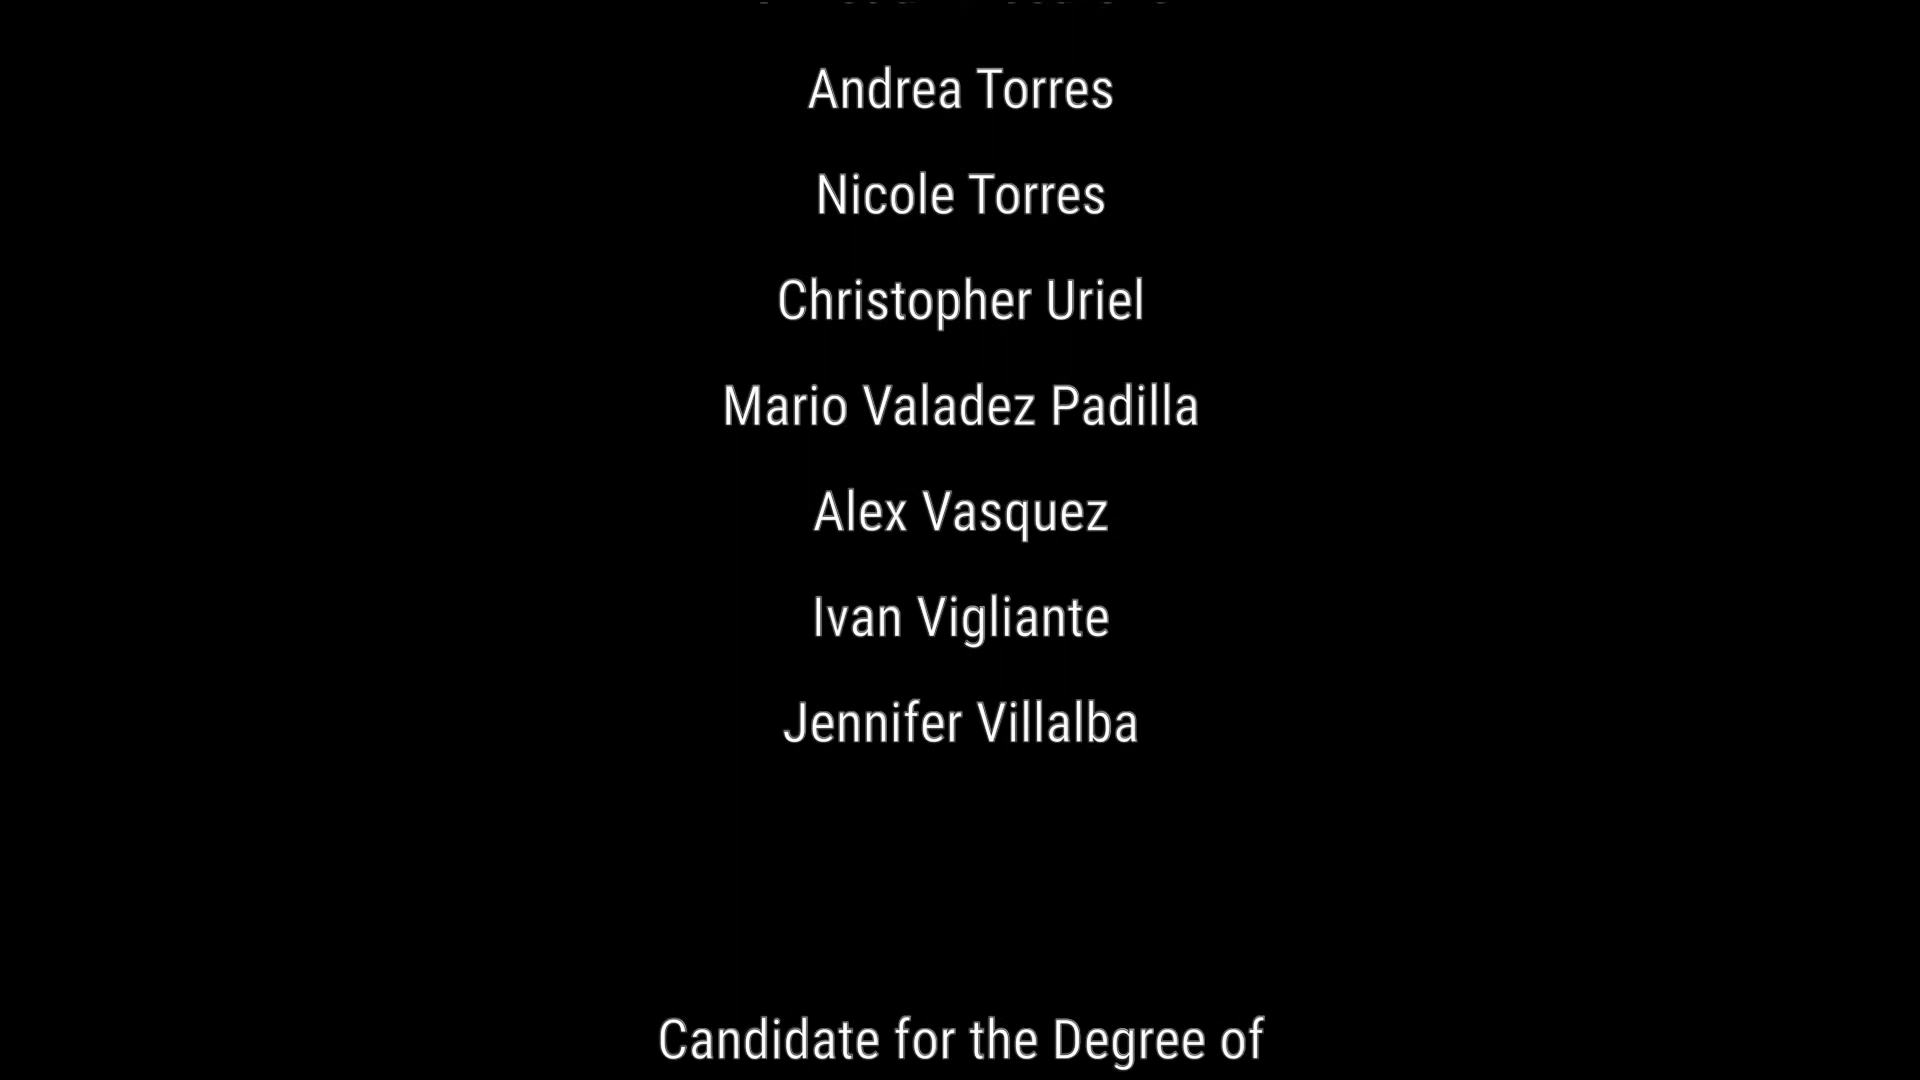 Andrea Torres
Nicole Torres
Christopher Uriel
Mario Valadez Padilla
Alex Vasquez
Ivan Vigliante
Jennifer Villalba
Candidate for the Degree of